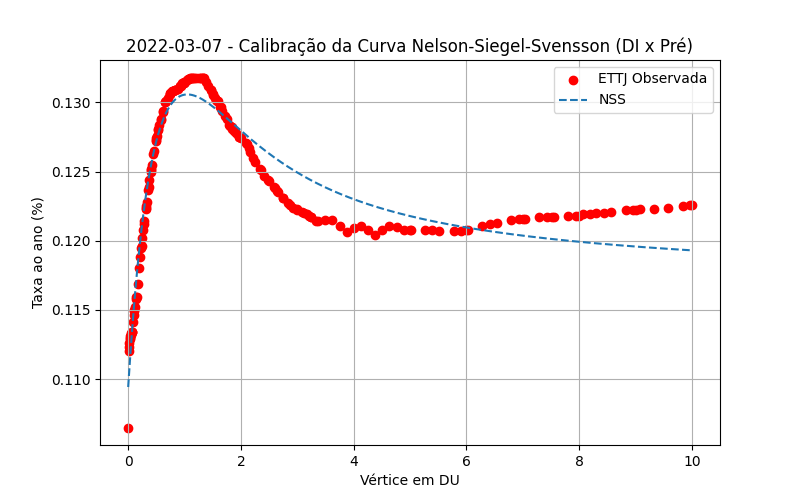 2022-03-07 - Calibração da Curva Nelson-Siegel-Svensson (DI x Pré)
ETTJ Observada
NSS
Taxa ao ano (%)
0.130
0.125
0.120
0.115
0.110
0 2 4 6 8 10
Vértice em DU